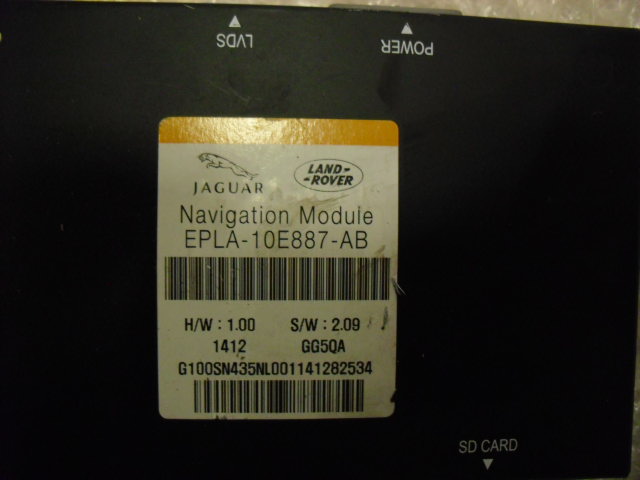 LVDS
POWER
JAGUAR
LAND-
-ROVER
Navigation Module
EPLA-10E887-AB
H/W : 1.00 S/W : 2.09
1412 GG5QA
G100SN435NL001141282534
SD CARD